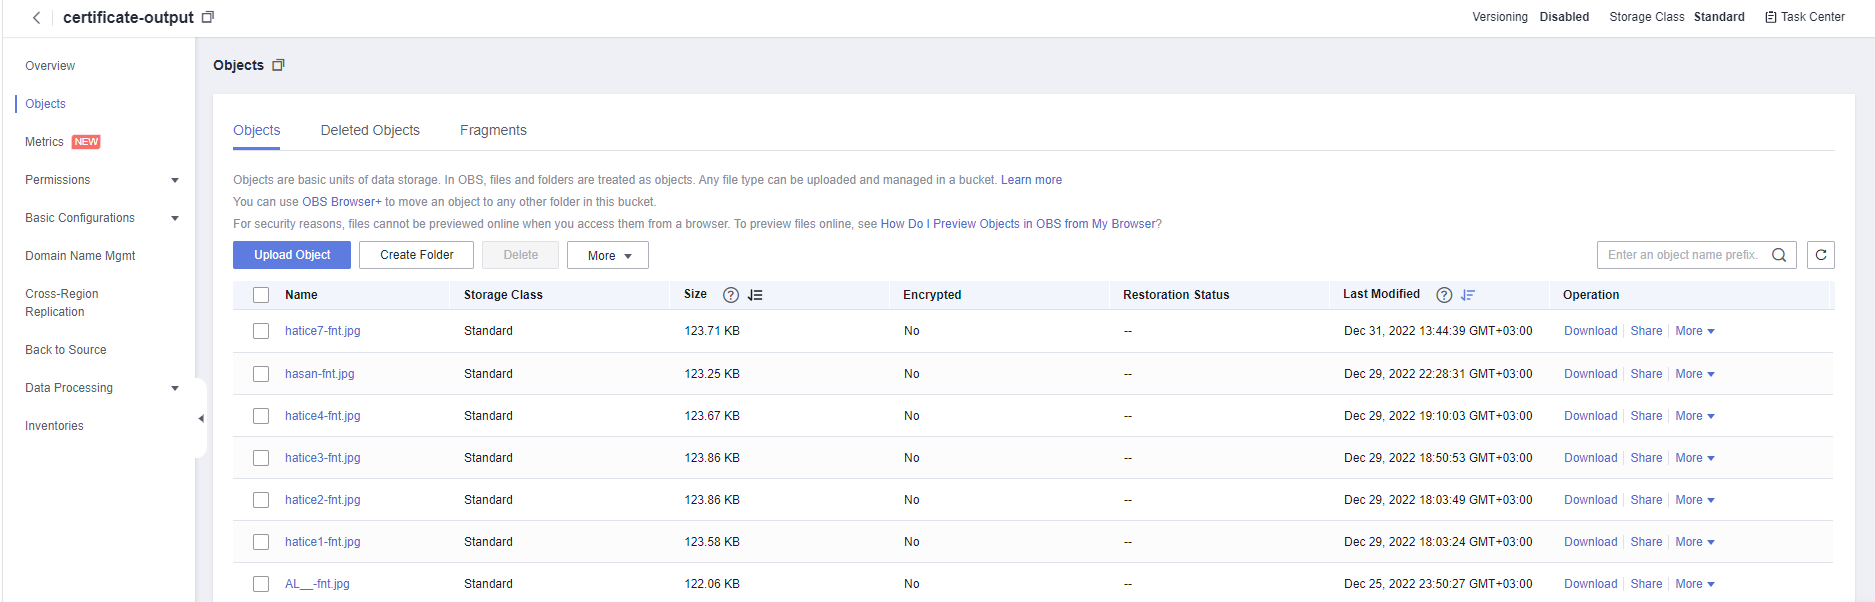 certificate-output
Versioning Disabled Storage Class Standard Task Center
Overview
Objects
Metrics NEW
Permissions
Basic Configurations
Domain Name Mgmt
Cross-Region
Replication
Back to Source
Data Processing
Inventories
Objects
Objects Deleted Objects Fragments
Objects are basic units of data storage. In OBS, files and folders are treated as objects. Any file type can be uploaded and managed in a bucket. Learn more
You can use OBS Browser+ to move an object to any other folder in this bucket.
For security reasons, files cannot be previewed online when you access them from a browser. To preview files online, see How Do I Preview Objects in OBS from My Browser?
Upload Object Create Folder Delete More Enter an object name prefix.
Name Storage Class Size Encrypted Restoration Status Last Modified Operation
hatice7-fnt.jpg Standard 123.71 KB No -- Dec 31, 2022 13:44:39 GMT+03:00 Download Share More
hasan-fnt.jpg Standard 123.25 KB No -- Dec 29, 2022 22:28:31 GMT+03:00 Download Share More
hatice4-fnt.jpg Standard 123.67 KB No -- Dec 29, 2022 19:10:03 GMT+03:00 Download Share More
hatice3-fnt.jpg Standard 123.86 KB No -- Dec 29, 2022 18:50:53 GMT+03:00 Download Share More
hatice2-fnt.jpg Standard 123.86 KB No -- Dec 29, 2022 18:03:49 GMT+03:00 Download Share More
hatice1-fnt.jpg Standard 123.58 KB No -- Dec 29, 2022 18:03:24 GMT+03:00 Download Share More
AL__-fnt.jpg Standard 122.06 KB No -- Dec 25, 2022 23:50:27 GMT+03:00 Download Share More